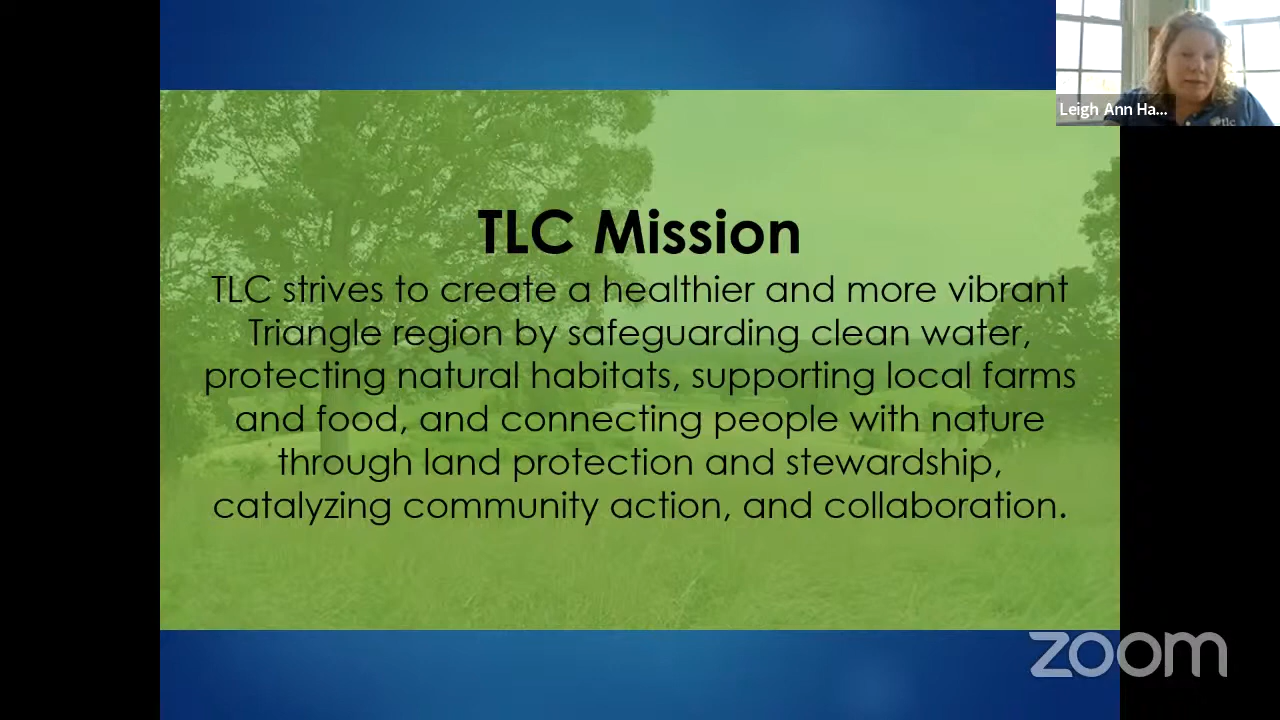 Leigh Ann Ha...
tlc
TLC Mission
TLC strives to create a healthier and more vibrant
Triangle region by safeguarding clean water,
protecting natural habitats, supporting local farms
and food, and connecting people with nature
through land protection and stewardship,
catalyzing community action, and collaboration.
zoom